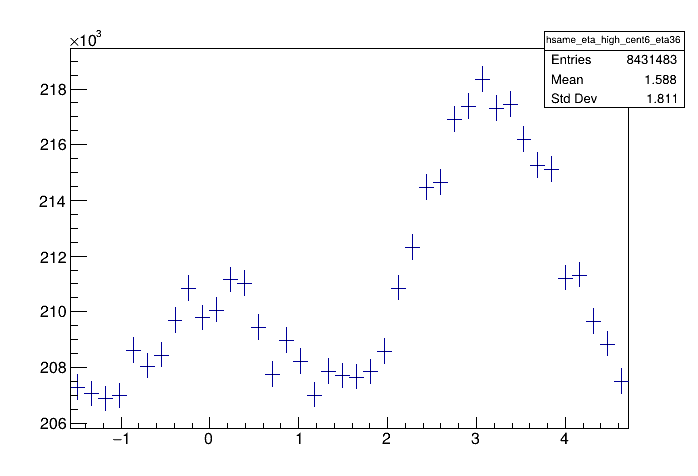 ×10³
hsame_eta_high_cent6_eta36
Entries 8431483
Mean 1.588
Std Dev 1.811
218
216
214
212
210
208
206
−1 0 1 2 3 4